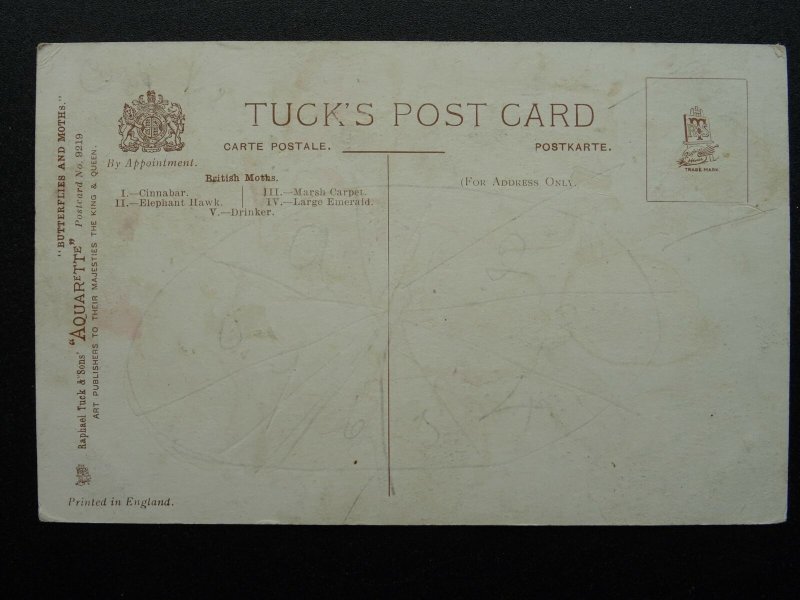 TUCK'S POST CARD
CARTE POSTALE. POSTKARTE.
By Appointment.
(FOR ADDRESS ONLY.
British Moths.
I.—Cinnabar. III.—Marsh Carpet.
II.—Elephant Hawk. IV.—Large Emerald.
V.—Drinker.
TRADE MARK
"BUTTERFLIES AND MOTHS."
Raphael Tuck & Sons' "AQUARETTE" Postcard No. 9219
ART PUBLISHERS TO THEIR MAJESTIES THE KING & QUEEN.
Printed in England.